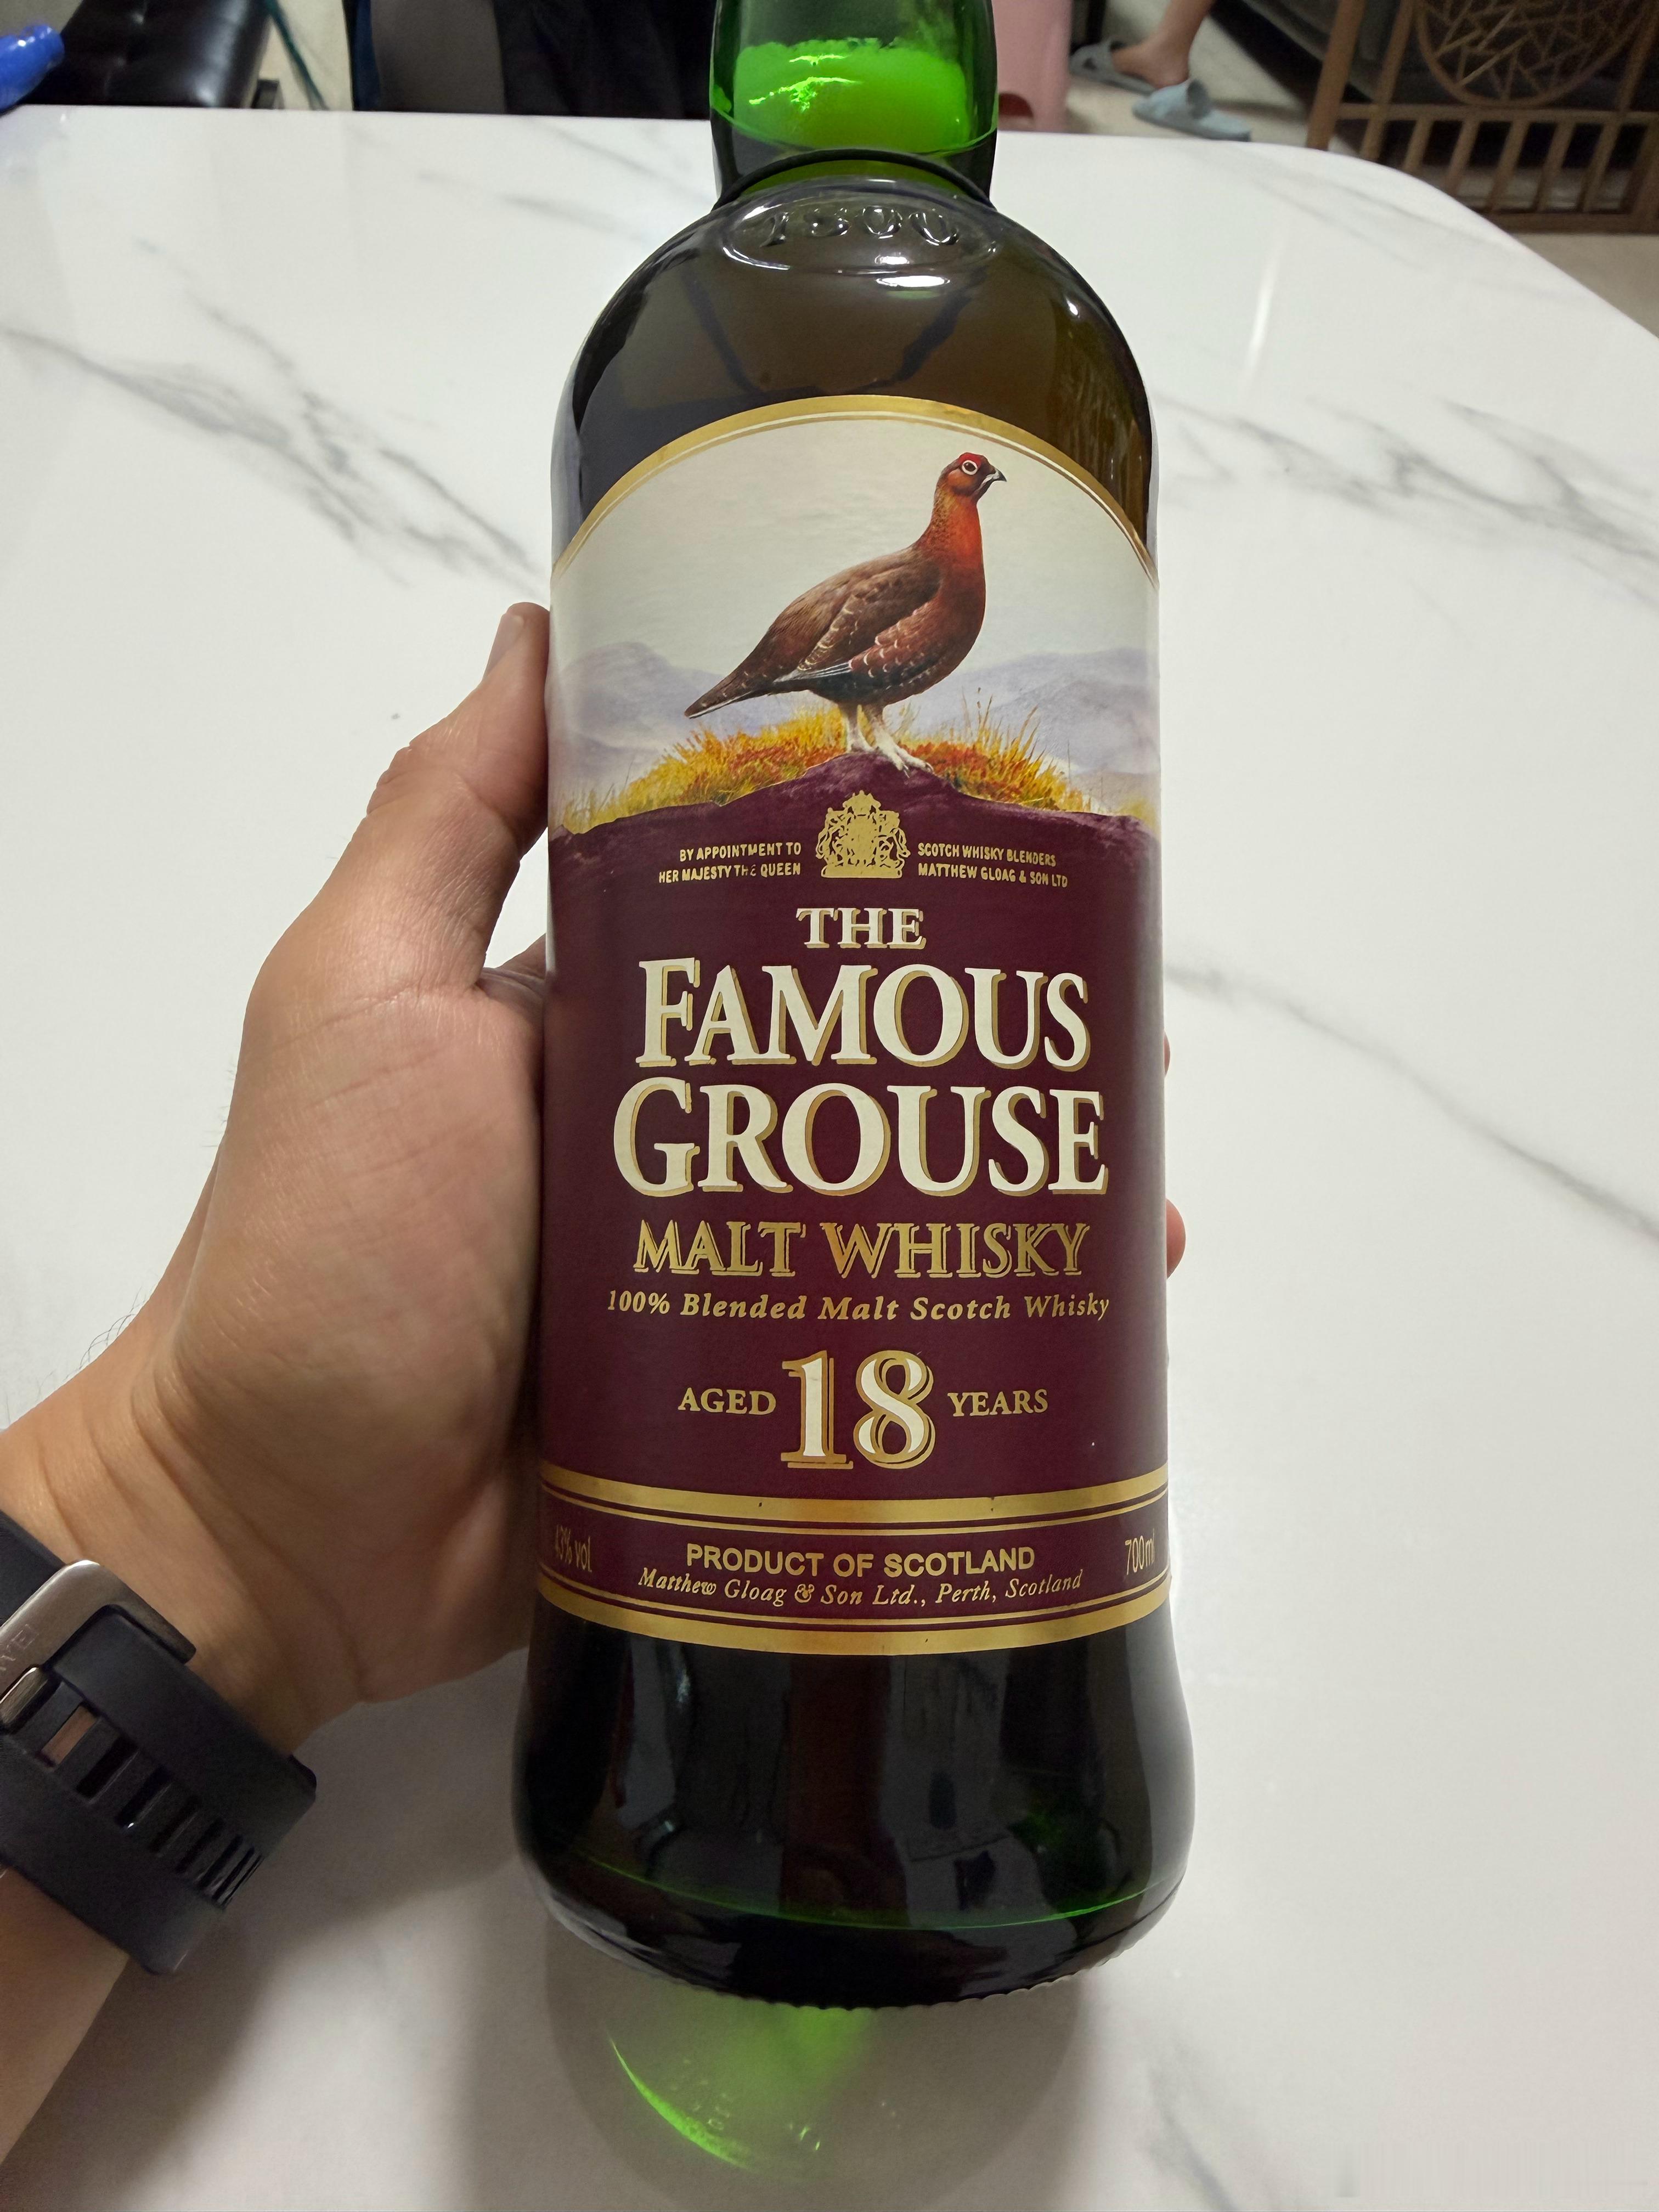 1800
BY APPOINTMENT TO
HER MAJESTY THE QUEEN
SCOTCH WHISKY BLENDERS
MATTHEW GLOAG & SON LTD
THE
FAMOUS
GROUSE
MALT WHISKY
100% Blended Malt Scotch Whisky
AGED 18 YEARS
43% vol
PRODUCT OF SCOTLAND
700ml
Matthew Gloag & Son Ltd., Perth, Scotland